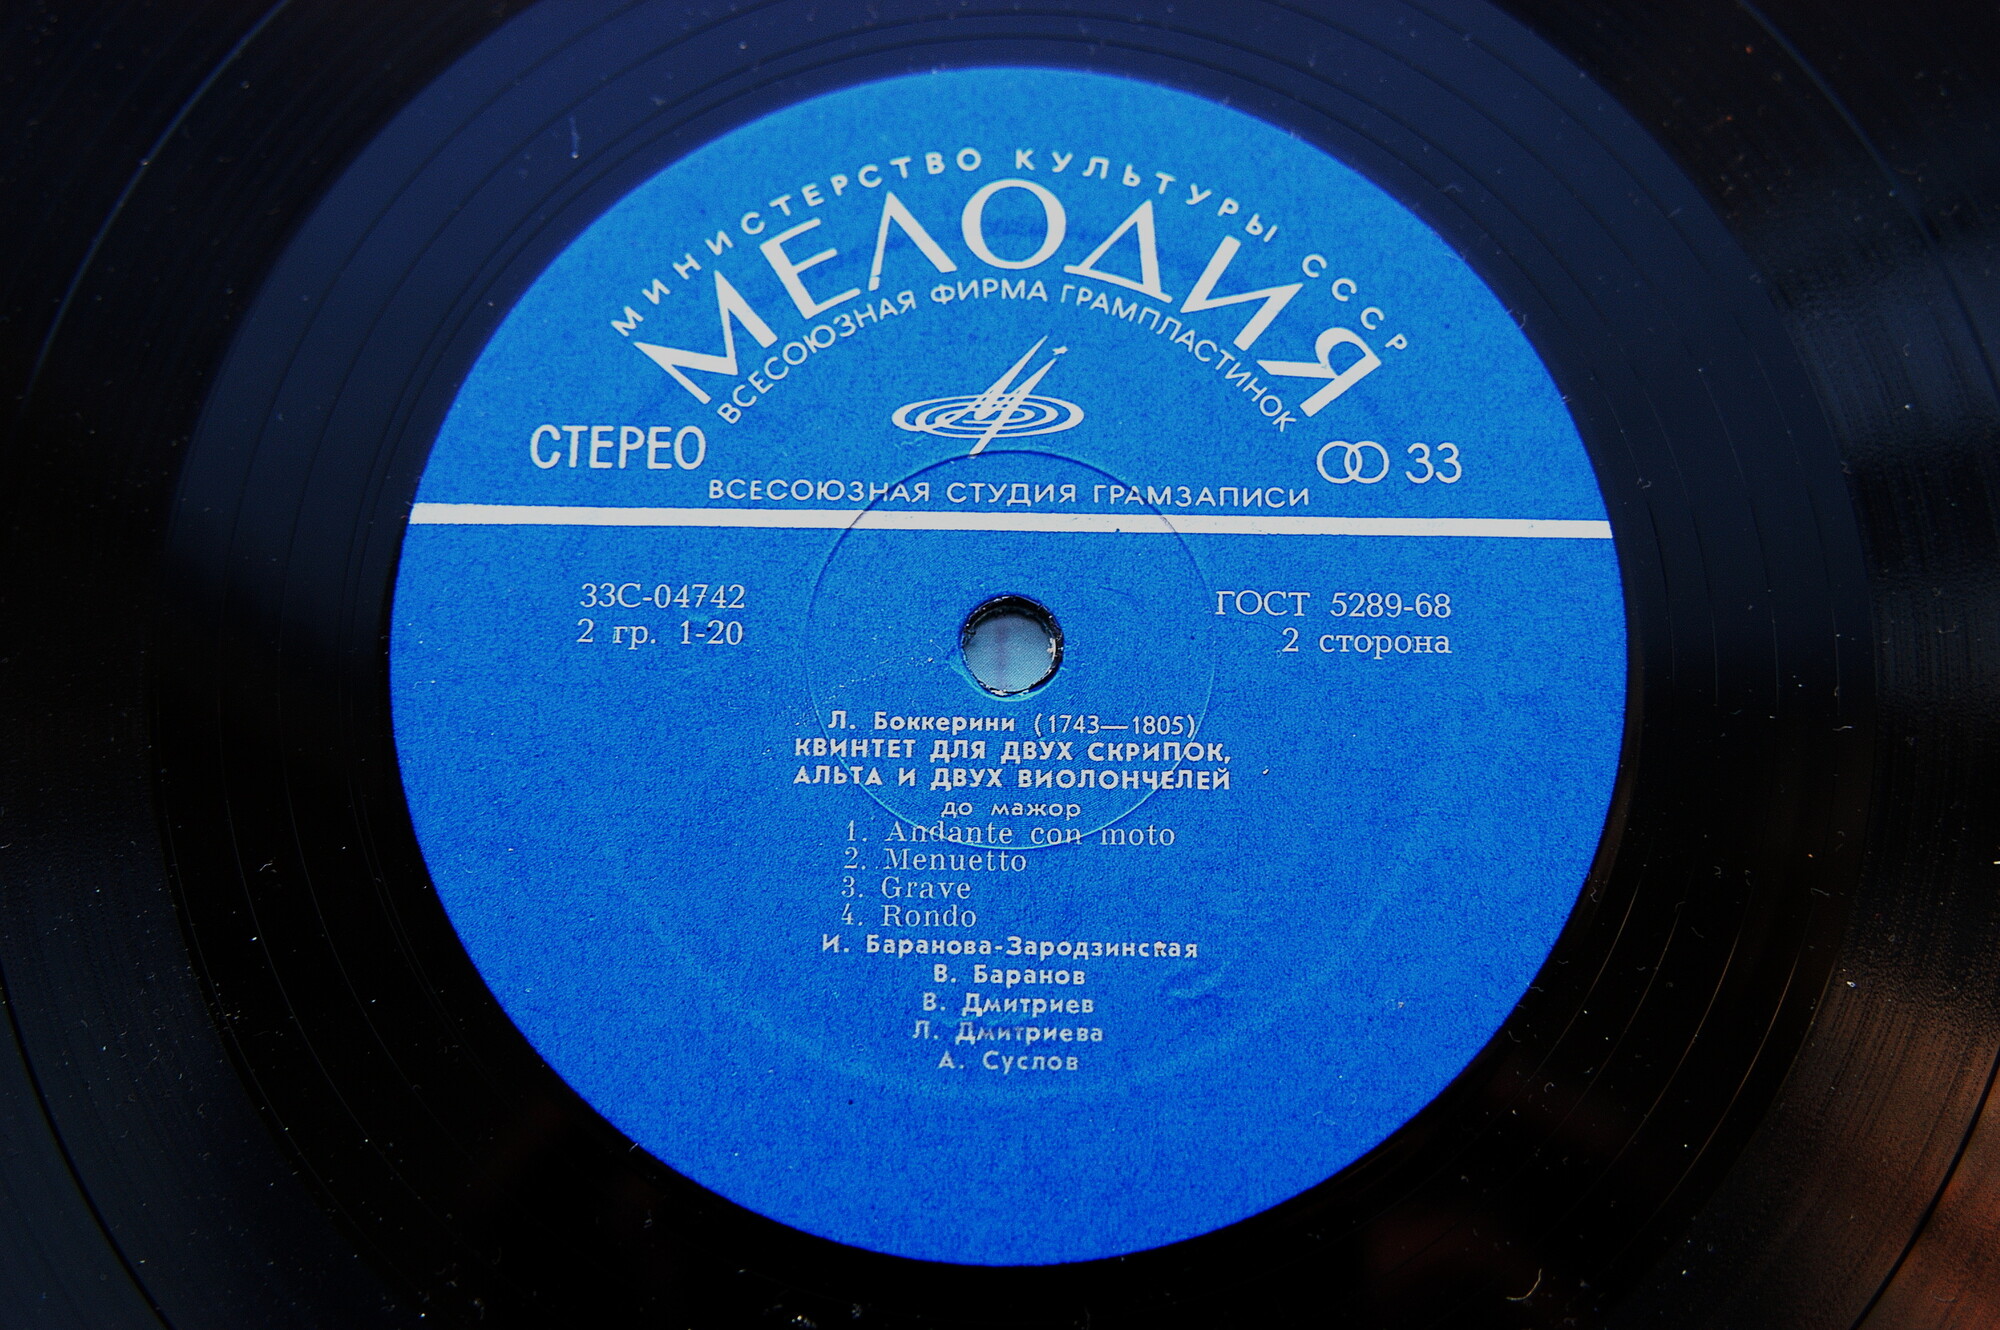 МИНИСТЕРСТВО КУЛЬТУРЫ СССР
МЕЛОДИЯ
ВСЕСОЮЗНАЯ ФИРМА ГРАМПЛАСТИНОК
СТЕРЕО
33
ВСЕСОЮЗНАЯ СТУДИЯ ГРАМЗАПИСИ
33С-04742
2 гр. 1-20
ГОСТ 5289-68
2 сторона
Л. Боккерини (1743—1805)
КВИНТЕТ ДЛЯ ДВУХ СКРИПОК,
АЛЬТА И ДВУХ ВИОЛОНЧЕЛЕЙ
до мажор
1. Andante con moto
2. Menuetto
3. Grave
4. Rondo
И. Баранова-Зародзинская
В. Баранов
В. Дмитриев
Л. Дмитриева
А. Суслов